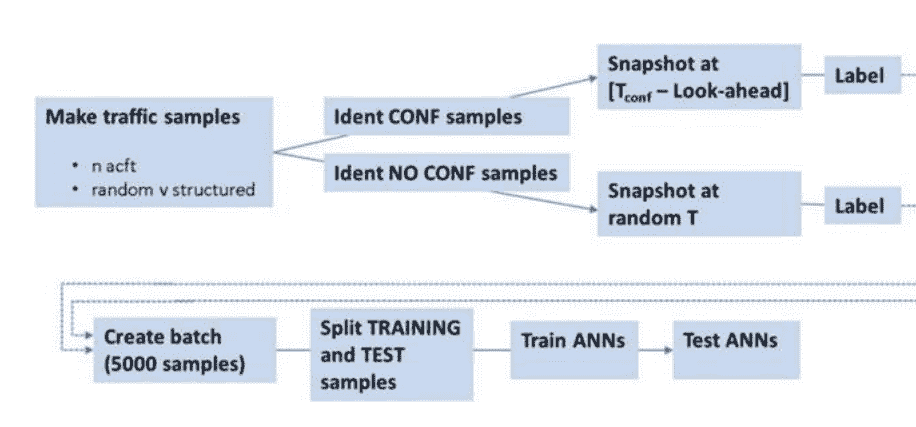 Make traffic samples
• n acft
• random v structured
Ident CONF samples
Ident NO CONF samples
Snapshot at
[Tconf – Look-ahead]
Label
Snapshot at
random T
Label
Create batch
(5000 samples)
Split TRAINING
and TEST
samples
Train ANNs
Test ANNs